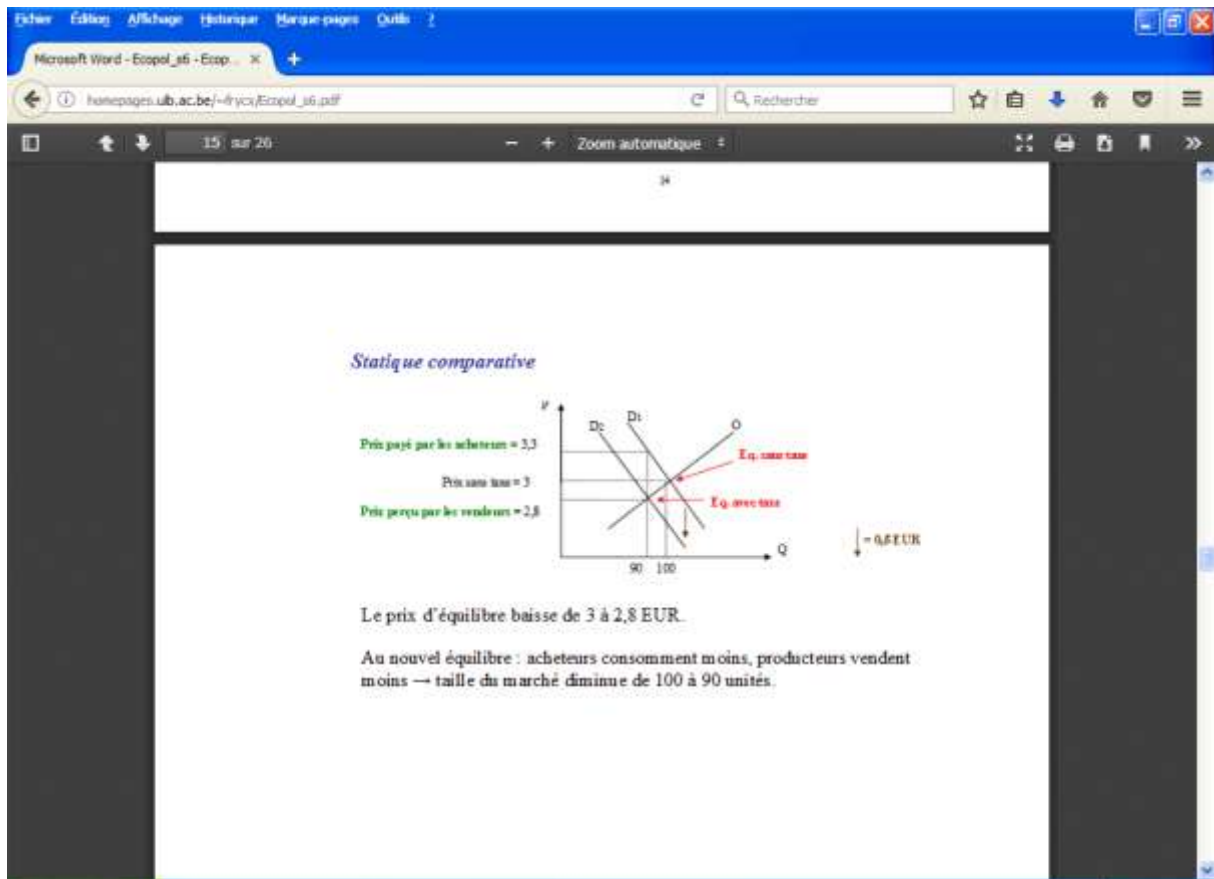 Fichier Édition Affichage Historique Marque-pages Outils ?
Microsoft Word - Ecopol_s6 - Ecop...
homepages.ulb.ac.be/~frycx/Ecopol_s6.pdf
Rechercher
15 sur 26
Zoom automatique
14
Statique comparative
P
D2
D1
O
Prix payé par les acheteurs = 3,3
Eq. sans taxe
Prix sans taxe = 3
Prix perçu par les vendeurs = 2,8
Eq. avec taxe
= 0,5 EUR
Q
90 100
Le prix d'équilibre baisse de 3 à 2,8 EUR.
Au nouvel équilibre : acheteurs consomment moins, producteurs vendent
moins → taille du marché diminue de 100 à 90 unités.